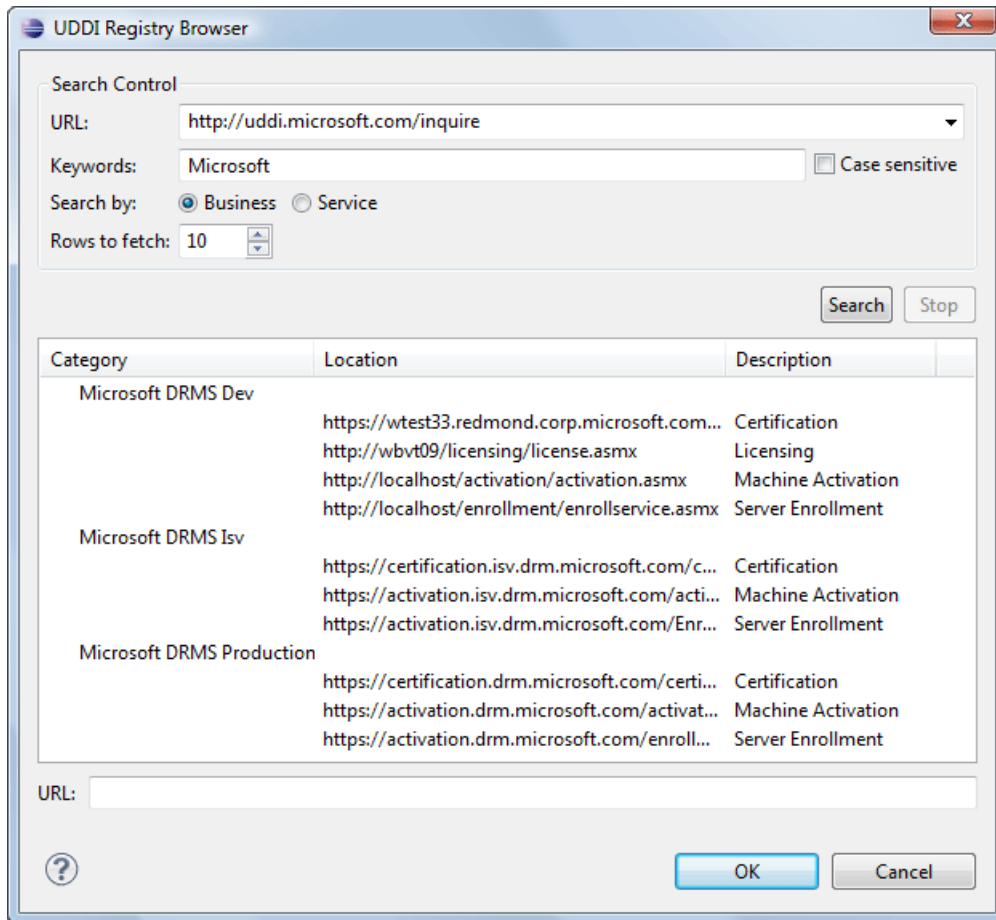 UDDI Registry Browser
Search Control
URL: http://uddi.microsoft.com/inquire
Keywords: Microsoft Case sensitive
Search by: Business Service
Rows to fetch: 10
Search Stop
Category Location Description
Microsoft DRMS Dev
https://wtest33.redmond.corp.microsoft.com... Certification
http://wbvt09/licensing/license.asmx Licensing
http://localhost/activation/activation.asmx Machine Activation
http://localhost/enrollment/enrollservice.asmx Server Enrollment
Microsoft DRMS Isv
https://certification.isv.drm.microsoft.com/c... Certification
https://activation.isv.drm.microsoft.com/acti... Machine Activation
https://activation.isv.drm.microsoft.com/Enr... Server Enrollment
Microsoft DRMS Production
https://certification.drm.microsoft.com/certi... Certification
https://activation.drm.microsoft.com/activat... Machine Activation
https://activation.drm.microsoft.com/enroll... Server Enrollment
URL:
? OK Cancel